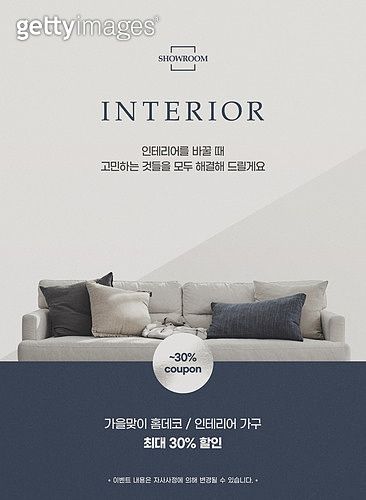 gettyimages®
SHOWROOM
INTERIOR
인테리어를 바꿀 때
고민하는 것들을 모두 해결해 드릴게요
~30%
coupon
가을맞이 홈데코 / 인테리어 가구
최대 30% 할인
• 이벤트 내용은 자사사정에 의해 변경될 수 있습니다. •